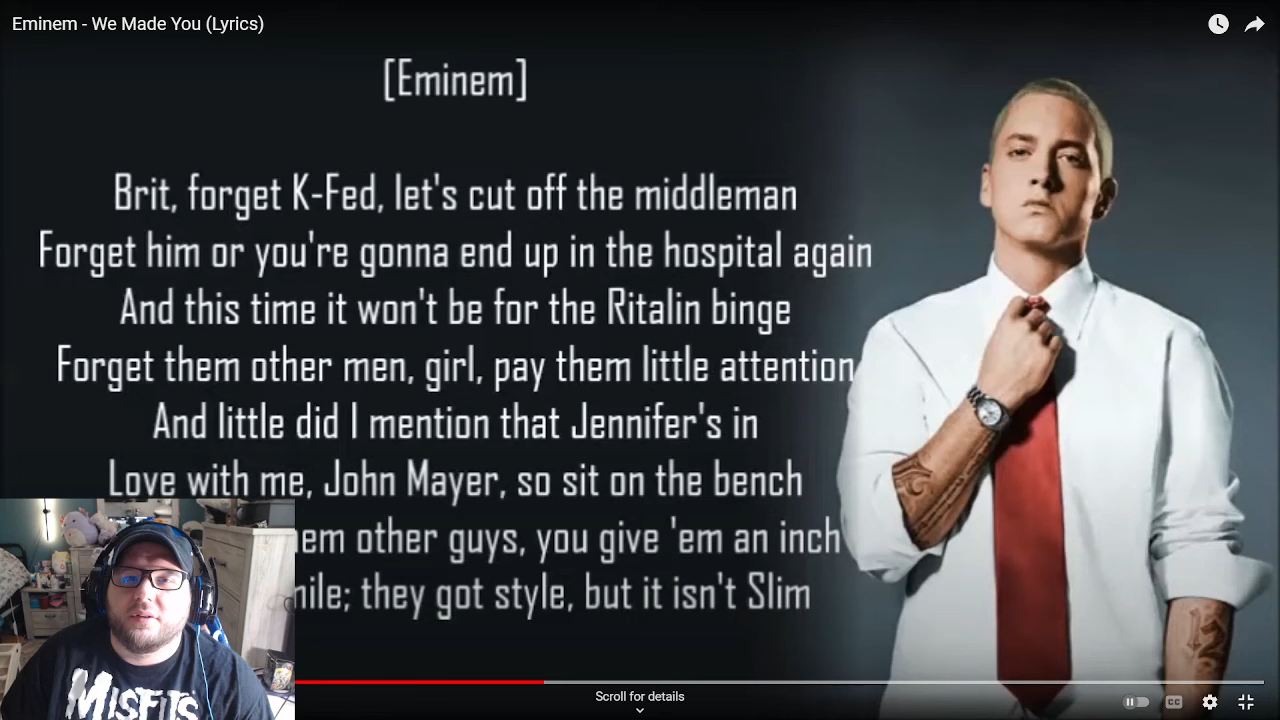 Eminem - We Made You (Lyrics)
[Eminem]
Brit, forget K-Fed, let's cut off the middleman
Forget him or you're gonna end up in the hospital again
And this time it won't be for the Ritalin binge
Forget them other men, girl, pay them little attention
And little did I mention that Jennifer's in
Love with me, John Mayer, so sit on the bench
other guys, you give 'em an inch
they got style, but it isn't Slim
MISFITS
Scroll for details
CC